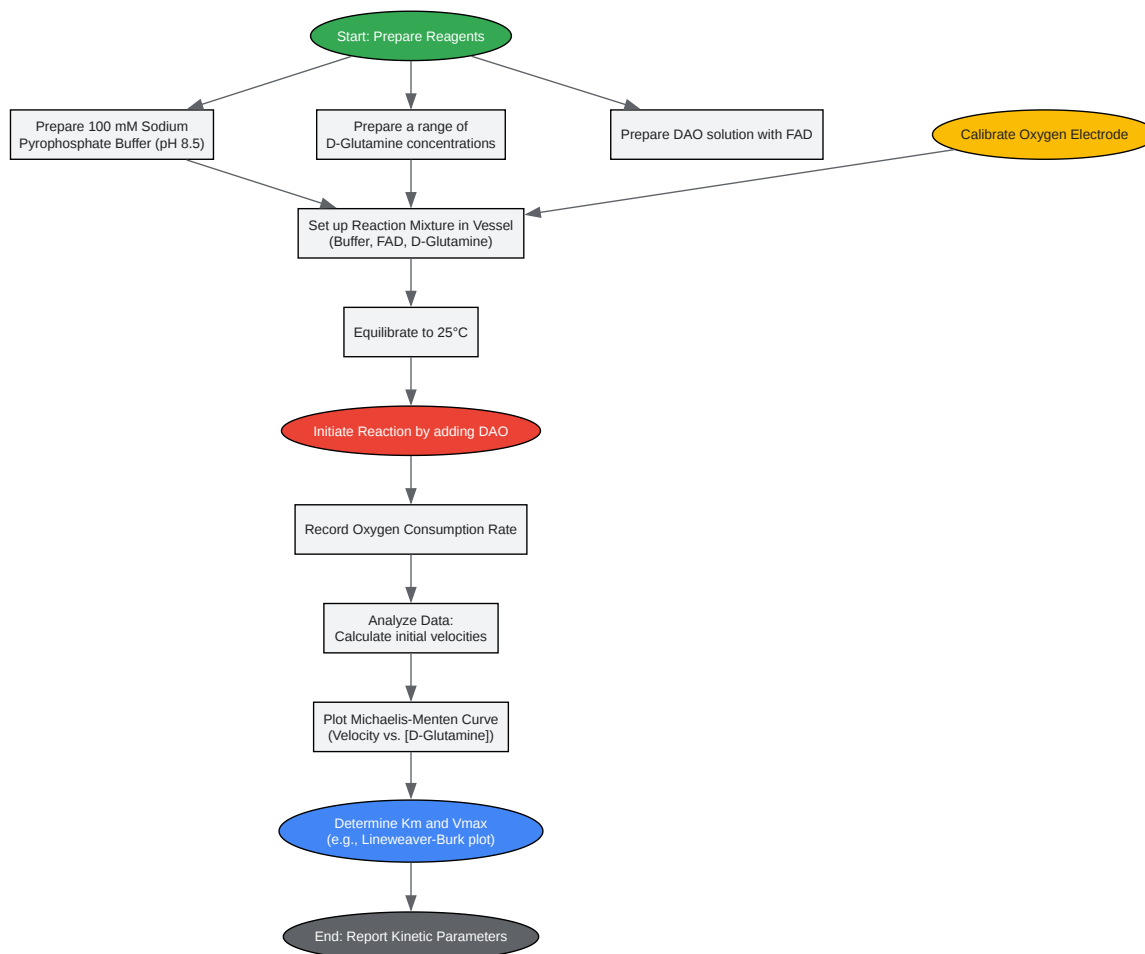 Start: Prepare Reagents
Prepare 100 mM Sodium
Pyrophosphate Buffer (pH 8.5)
Prepare a range of
D-Glutamine concentrations
Prepare DAO solution with FAD
Calibrate Oxygen Electrode
Set up Reaction Mixture in Vessel
(Buffer, FAD, D-Glutamine)
Equilibrate to 25°C
Initiate Reaction by adding DAO
Record Oxygen Consumption Rate
Analyze Data:
Calculate initial velocities
Plot Michaelis-Menten Curve
(Velocity vs. [D-Glutamine])
Determine Km and Vmax
(e.g., Lineweaver-Burk plot)
End: Report Kinetic Parameters